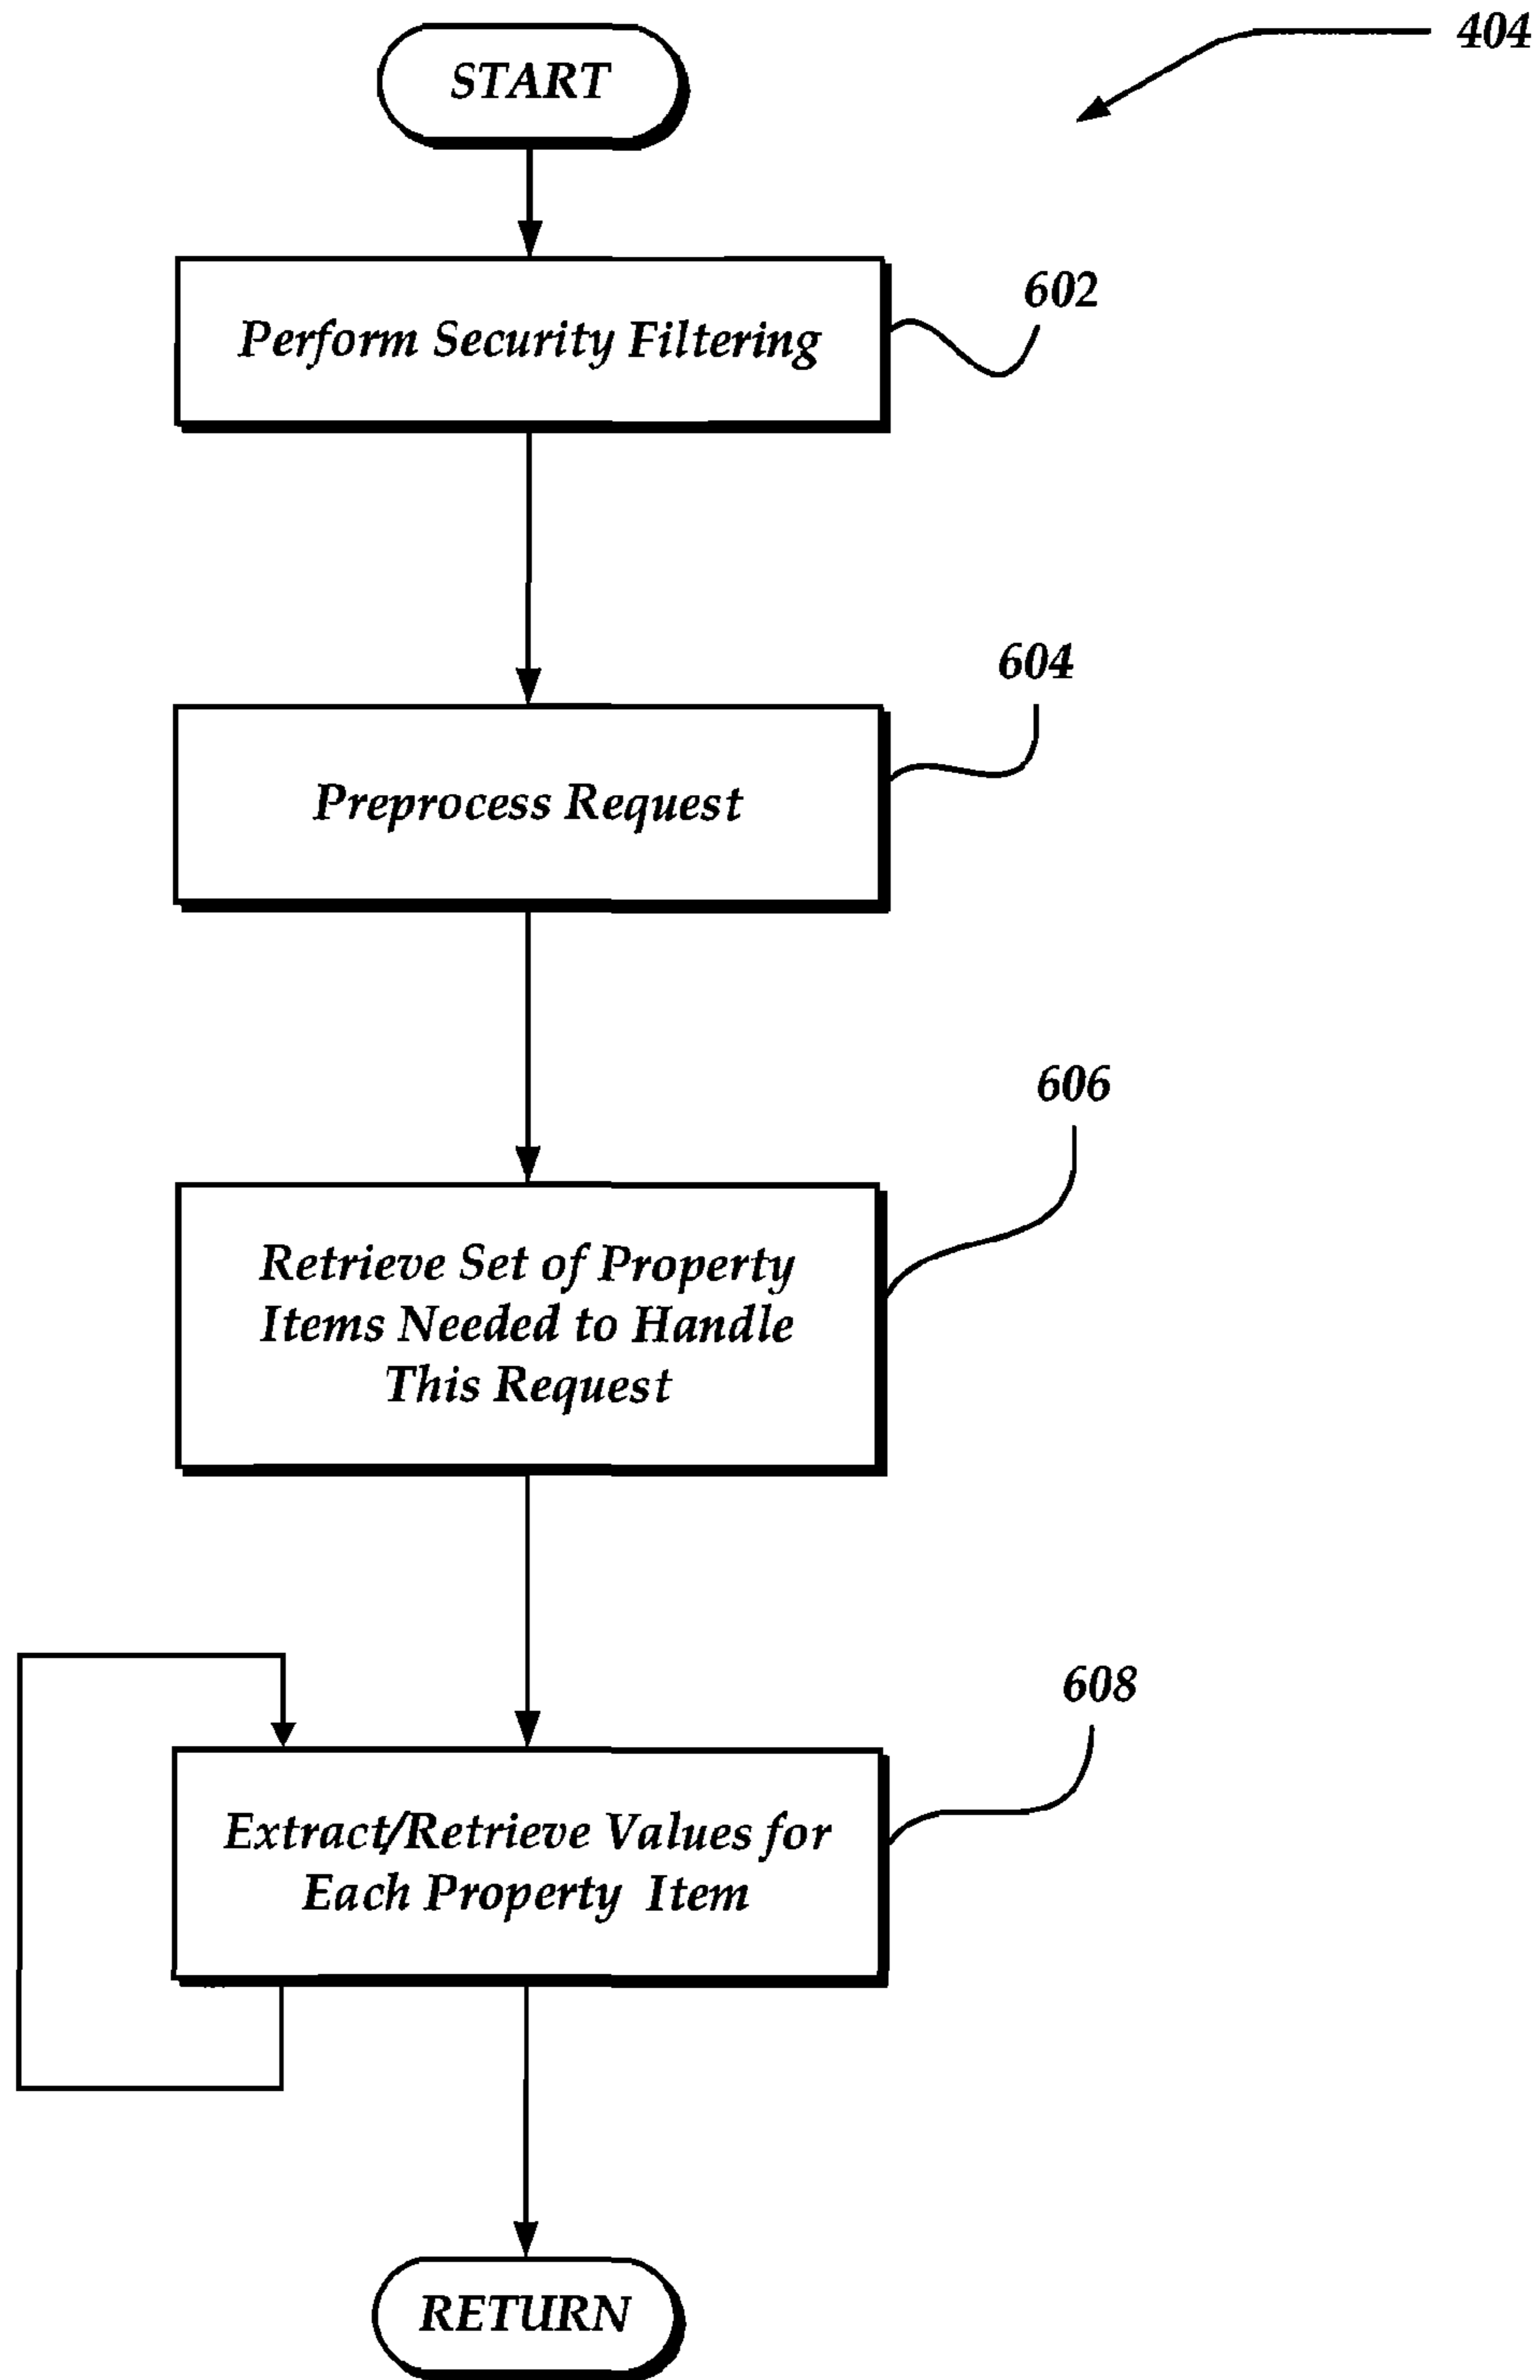 404
START
Perform Security Filtering
602
Preprocess Request
604
Retrieve Set of Property
Items Needed to Handle
This Request
606
Extract/Retrieve Values for
Each Property Item
608
RETURN